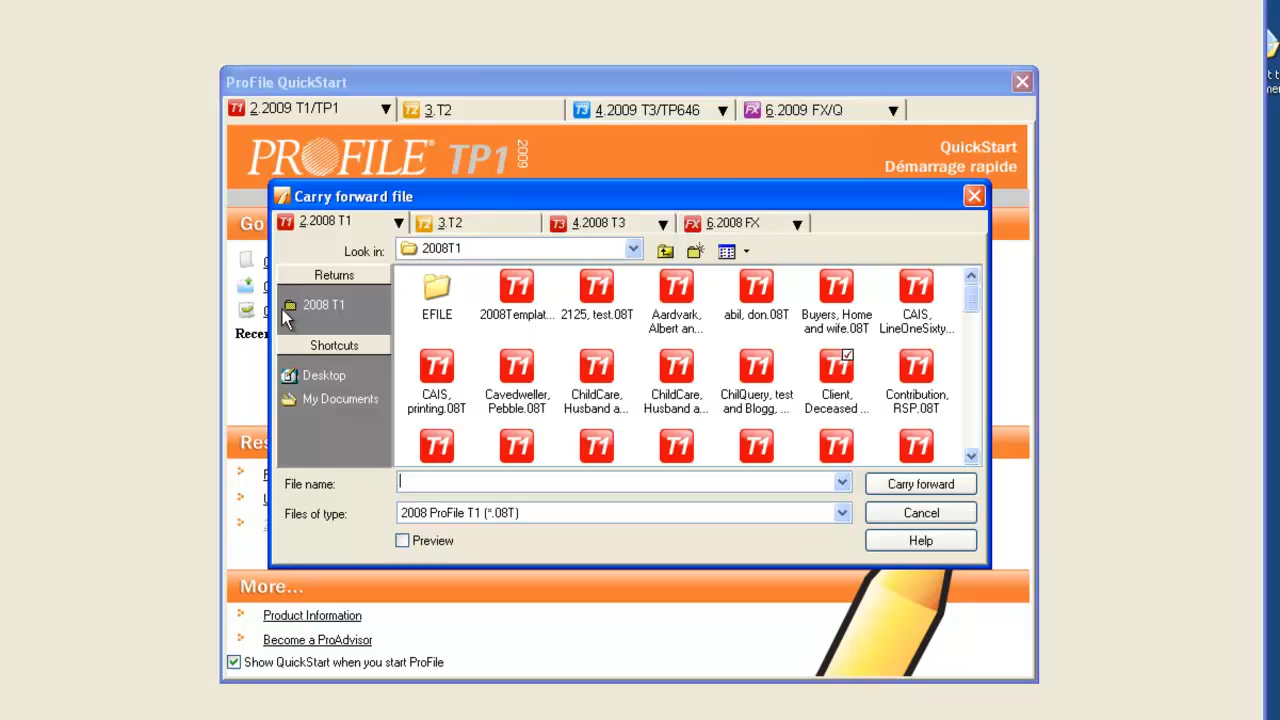 ProFile QuickStart
2.2009 T1/TP1
3.T2
4.2009 T3/TP646
6.2009 FX/Q
PROFILE TP1 2009
QuickStart
Démarrage rapide
Go
Carry forward file
2.2008 T1
3.T2
4.2008 T3
6.2008 FX
Look in:
2008T1
Returns
2008 T1
Shortcuts
Desktop
My Documents
EFILE
2008Templat...
2125, test.08T
Aardvark,
Albert an...
abil, don.08T
Buyers, Home
and wife.08T
CAIS,
LineOneSixty...
CAIS,
printing.08T
Cavedweller,
Pebble.08T
ChildCare,
Husband a...
ChildCare,
Husband a...
ChilQuery, test
and Blogg, ...
Client,
Deceased ...
Contribution,
RSP.08T
File name:
Files of type:
2008 ProFile T1 (*.08T)
Preview
Carry forward
Cancel
Help
Rece
Res
More...
Product Information
Become a ProAdvisor
Show QuickStart when you start ProFile